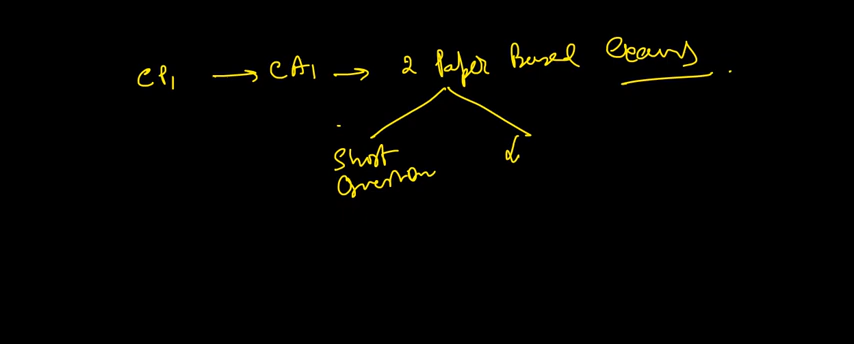 CP1 → CA1 → 2 Paper Based Exams.
Short
Question